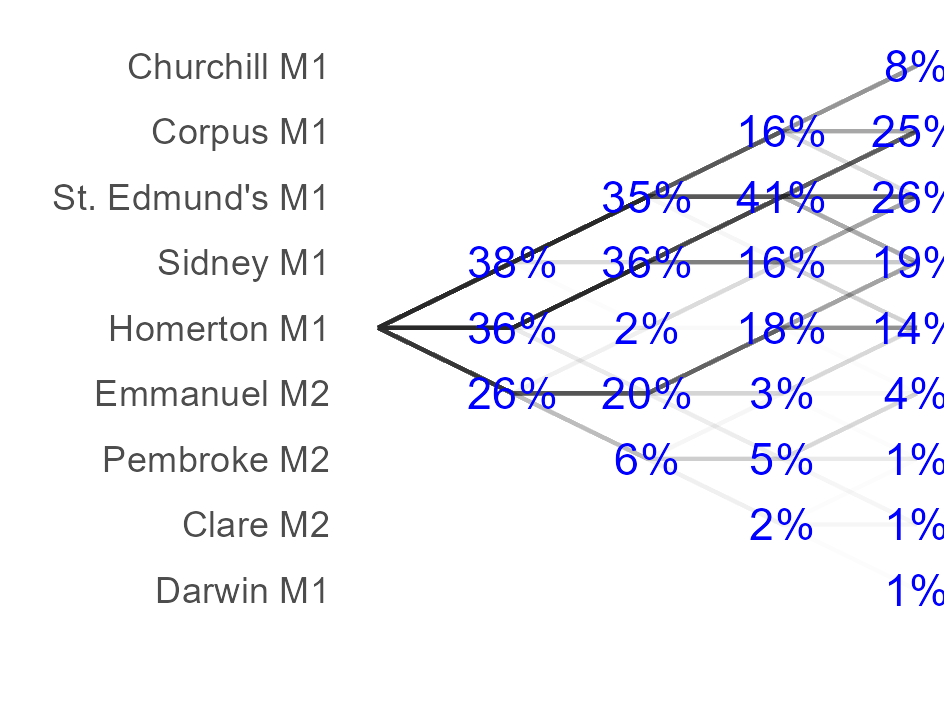 Churchill M1 8%
Corpus M1 16% 25%
St. Edmund's M1 35% 41% 26%
Sidney M1 38% 36% 16% 19%
Homerton M1 36% 2% 18% 14%
Emmanuel M2 26% 20% 3% 4%
Pembroke M2 6% 5% 1%
Clare M2 2% 1%
Darwin M1 1%